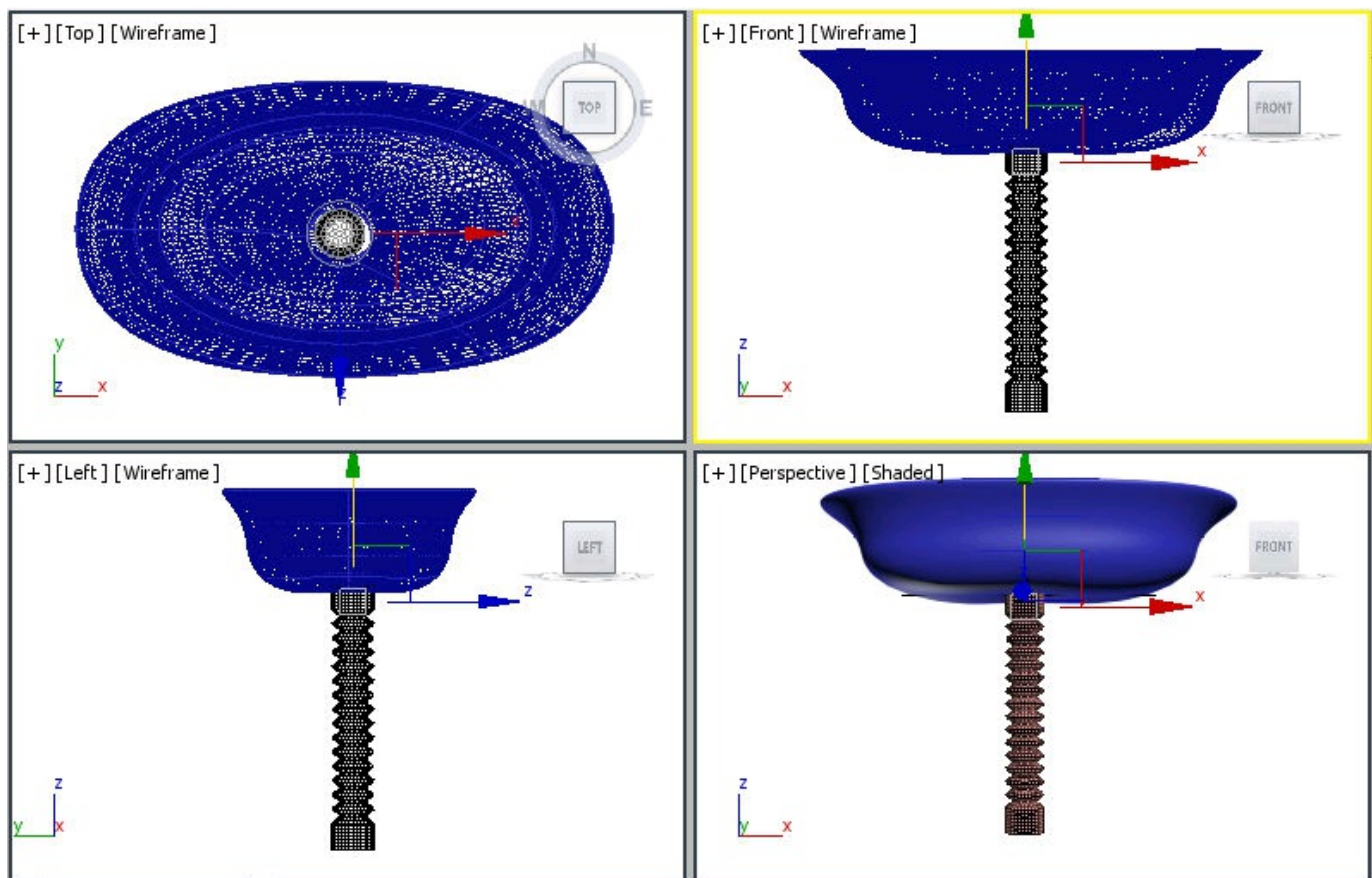 [+] [Top] [Wireframe]
N
TOP
E
y
z x
x
z
[+] [Front] [Wireframe]
FRONT
x
z
y x
[+] [Left] [Wireframe]
LEFT
z
z
y x
[+] [Perspective] [Shaded]
FRONT
x
z
y x